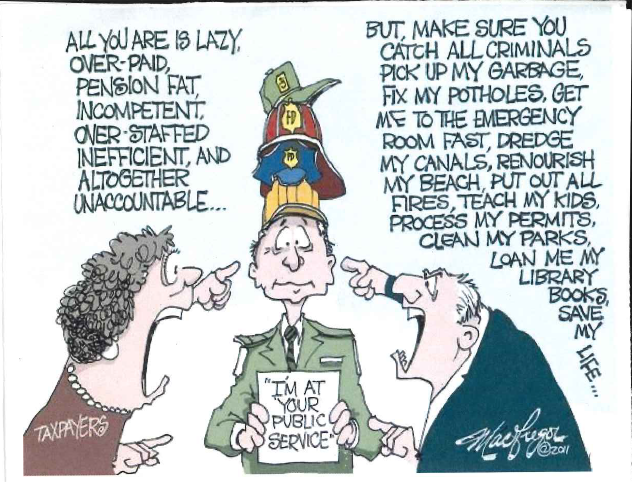 ALL YOU ARE IS LAZY,
OVER-PAID,
PENSION FAT,
INCOMPETENT,
OVER-STAFFED
INEFFICIENT, AND
ALTOGETHER
UNACCOUNTABLE...
BUT, MAKE SURE YOU
CATCH ALL CRIMINALS
PICK UP MY GARBAGE,
FIX MY POTHOLES, GET
ME TO THE EMERGENCY
ROOM FAST, DREDGE
MY CANALS, RENOURISH
MY BEACH, PUT OUT ALL
FIRES, TEACH MY KIDS,
PROCESS MY PERMITS,
CLEAN MY PARKS,
LOAN ME MY
LIBRARY
BOOKS,
SAVE
MY
LIFE...
FD
PD
TAXPAYERS
"I'M AT
YOUR
PUBLIC
SERVICE"
MacGregor
©2011